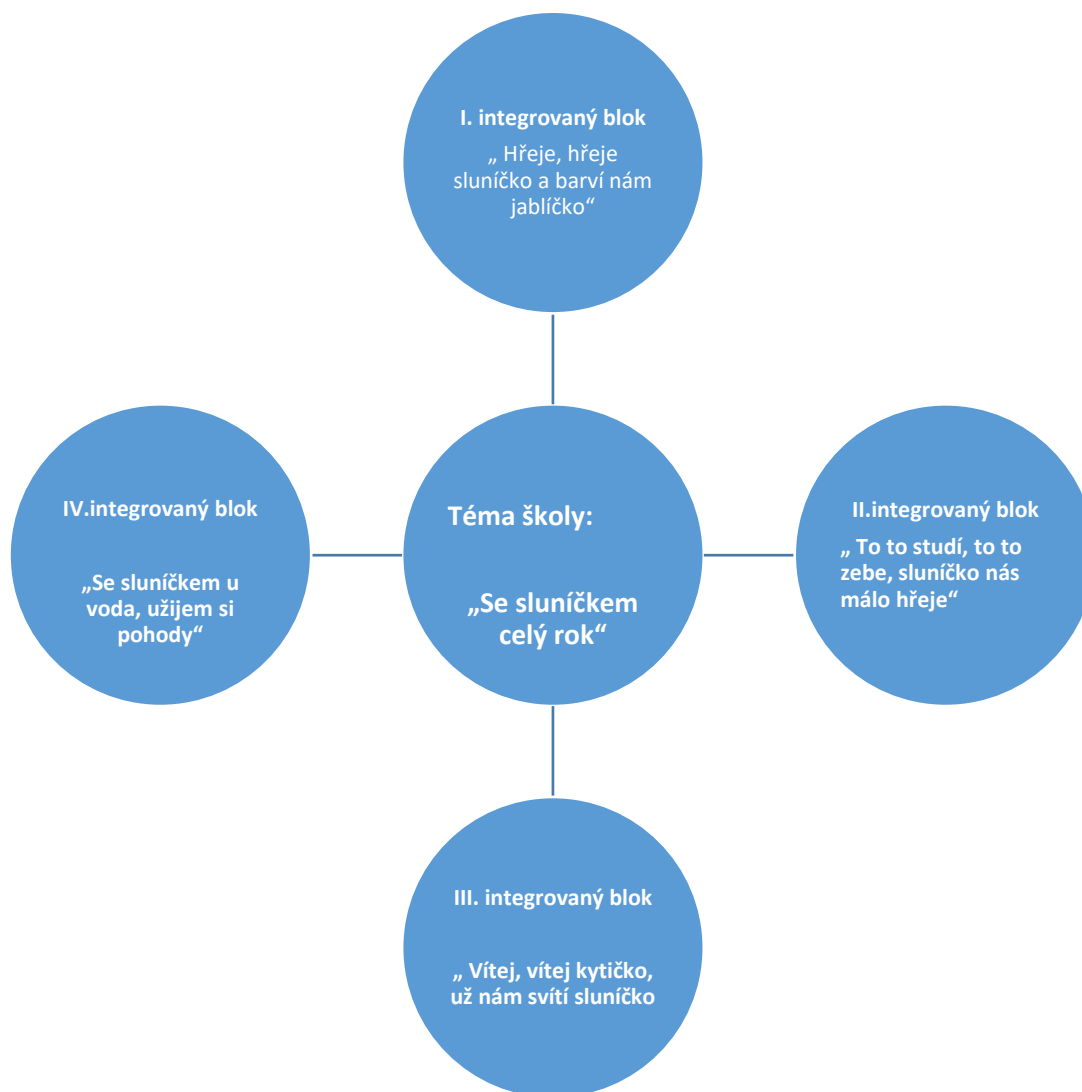 I. integrovaný blok
„ Hřeje, hřeje
sluníčko a barví nám
jablíčko“
IV.integrovaný blok
„Se sluníčkem u
voda, užijem si
pohody“
Téma školy:
„Se sluníčkem
celý rok“
II.integrovaný blok
„ To to studí, to to
zebe, sluníčko nás
málo hřeje“
III. integrovaný blok
„ Vítej, vítej kytičko,
už nám svítí sluníčko